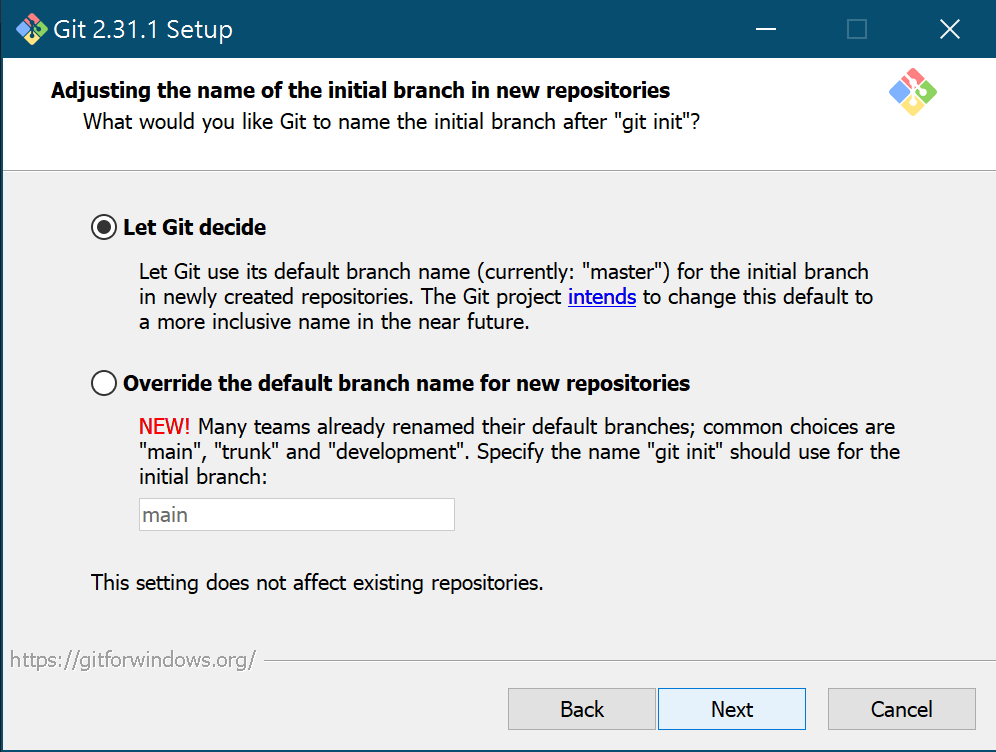 Git 2.31.1 Setup
Adjusting the name of the initial branch in new repositories
What would you like Git to name the initial branch after "git init"?
Let Git decide
Let Git use its default branch name (currently: "master") for the initial branch
in newly created repositories. The Git project intends to change this default to
a more inclusive name in the near future.
Override the default branch name for new repositories
NEW! Many teams already renamed their default branches; common choices are
"main", "trunk" and "development". Specify the name "git init" should use for the
initial branch:
main
This setting does not affect existing repositories.
https://gitforwindows.org/
Back Next Cancel